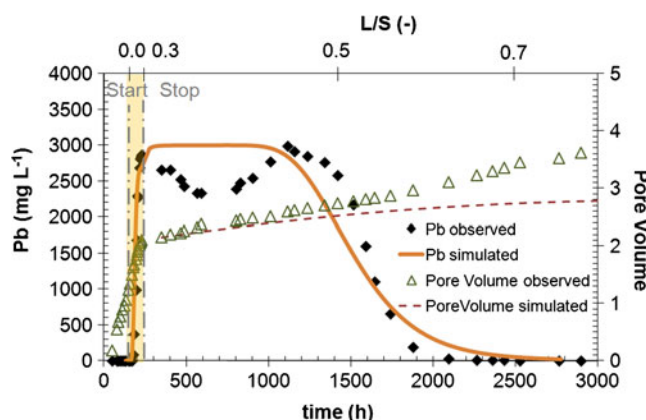 L/S (-)
0.0 0.3 0.5 0.7
4000 5
Start Stop
3500
3000 4
2500
3
2000
1500 2
1000
1
500
0 0
0 500 1000 1500 2000 2500 3000
Pb (mg L-1)
Pore Volume
Pb observed
Pb simulated
Pore Volume observed
PoreVolume simulated
time (h)